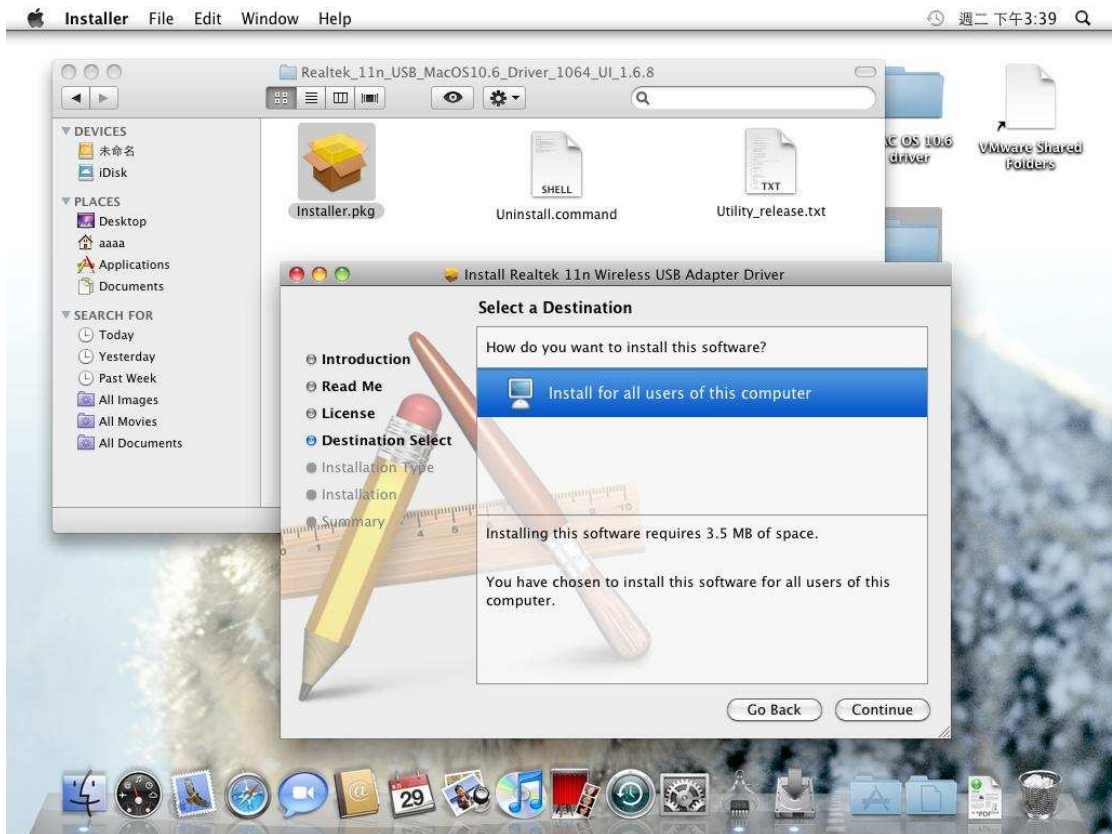 Installer File Edit Window Help
週二 下午3:39
Realtek_11n_USB_MacOS10.6_Driver_1064_UI_1.6.8
DEVICES
未命名
iDisk
PLACES
Desktop
aaaa
Applications
Documents
SEARCH FOR
Today
Yesterday
Past Week
All Images
All Movies
All Documents
Installer.pkg
SHELL
Uninstall.command
TXT
Utility_release.txt
AC OS 10.6
driver
VMware Shared
Folders
Install Realtek 11n Wireless USB Adapter Driver
Select a Destination
Introduction
Read Me
License
Destination Select
Installation Type
Installation
Summary
How do you want to install this software?
Install for all users of this computer
Installing this software requires 3.5 MB of space.
You have chosen to install this software for all users of this
computer.
Go Back
Continue
29
PDF